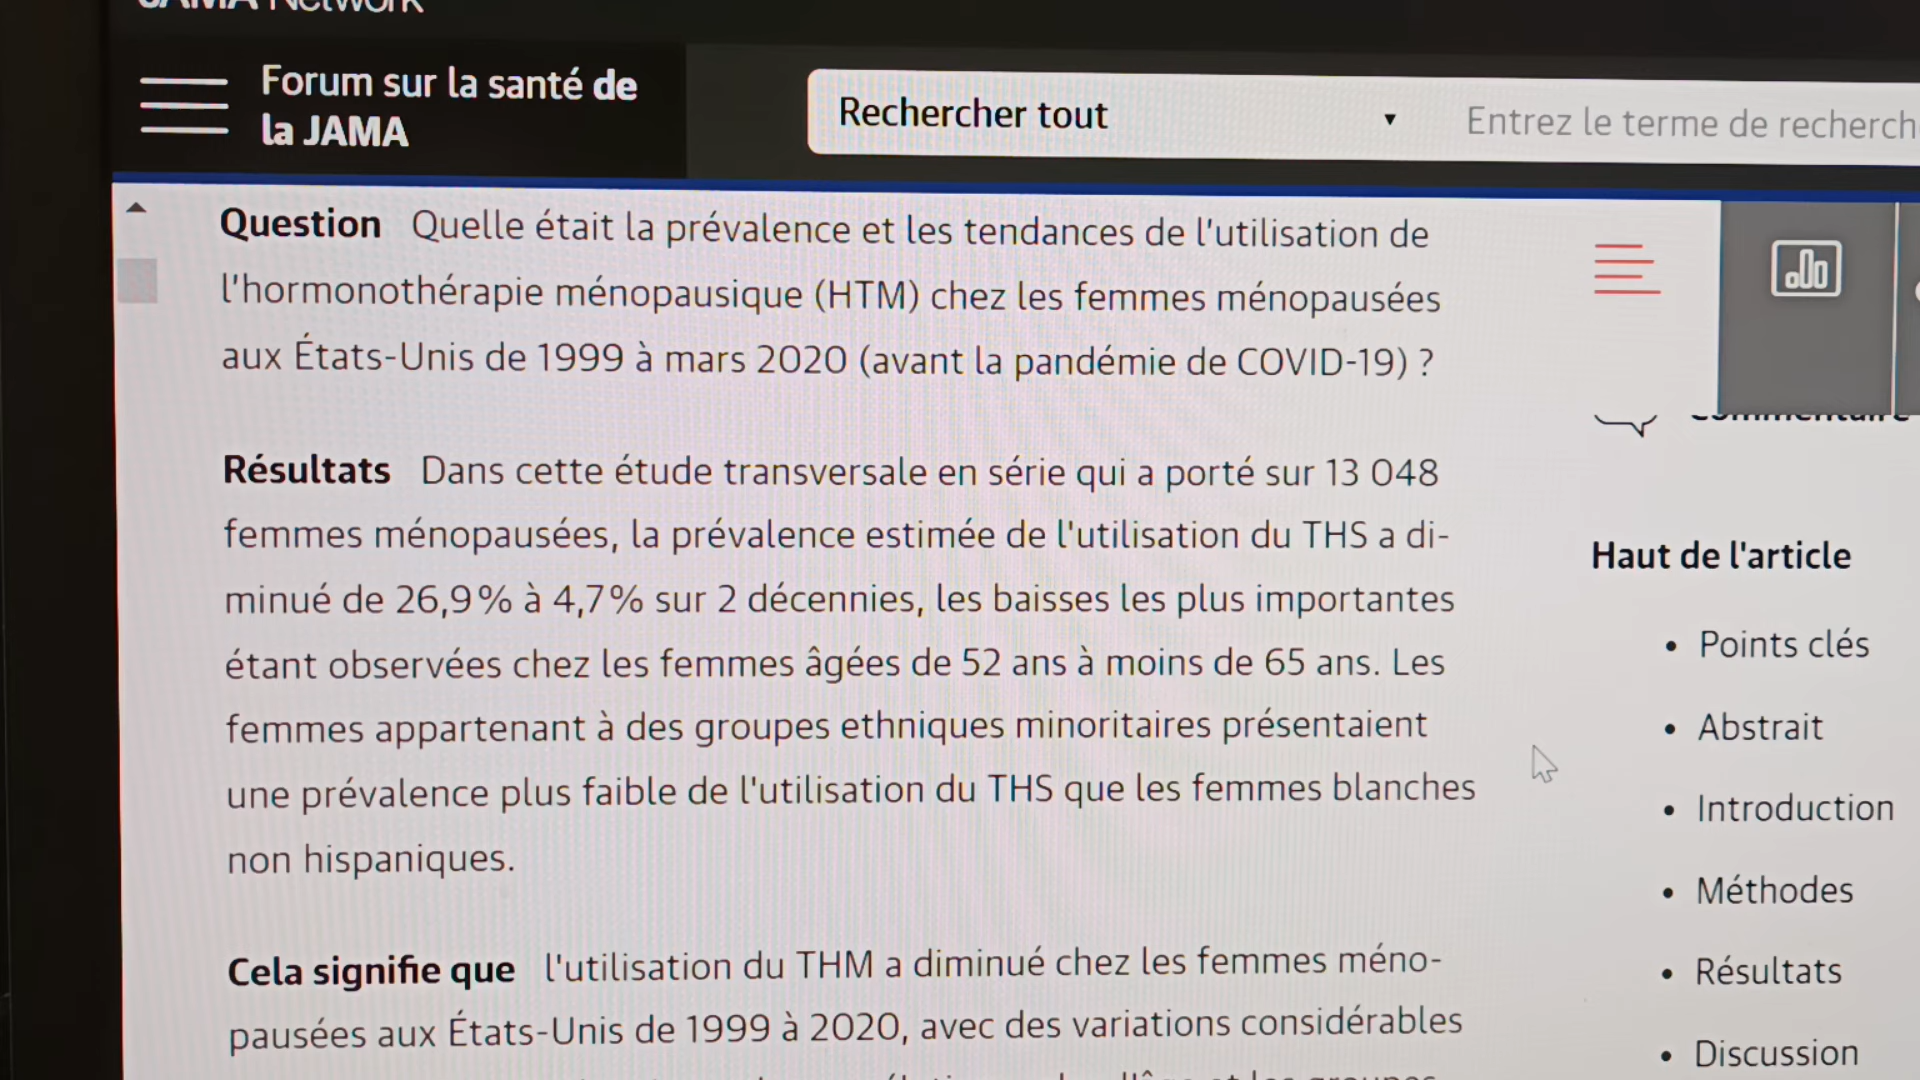 JAMA Network
Forum sur la santé de
la JAMA
Rechercher tout
Entrez le terme de recherch
Question Quelle était la prévalence et les tendances de l'utilisation de
l'hormonothérapie ménopausique (HTM) chez les femmes ménopausées
aux États-Unis de 1999 à mars 2020 (avant la pandémie de COVID-19) ?
Résultats Dans cette étude transversale en série qui a porté sur 13 048
femmes ménopausées, la prévalence estimée de l'utilisation du THS a di-
minué de 26,9 % à 4,7 % sur 2 décennies, les baisses les plus importantes
étant observées chez les femmes âgées de 52 ans à moins de 65 ans. Les
femmes appartenant à des groupes ethniques minoritaires présentaient
une prévalence plus faible de l'utilisation du THS que les femmes blanches
non hispaniques.
Cela signifie que l'utilisation du THM a diminué chez les femmes méno-
pausées aux États-Unis de 1999 à 2020, avec des variations considérables
Commentaire
Haut de l'article
• Points clés
• Abstrait
• Introduction
• Méthodes
• Résultats
• Discussion